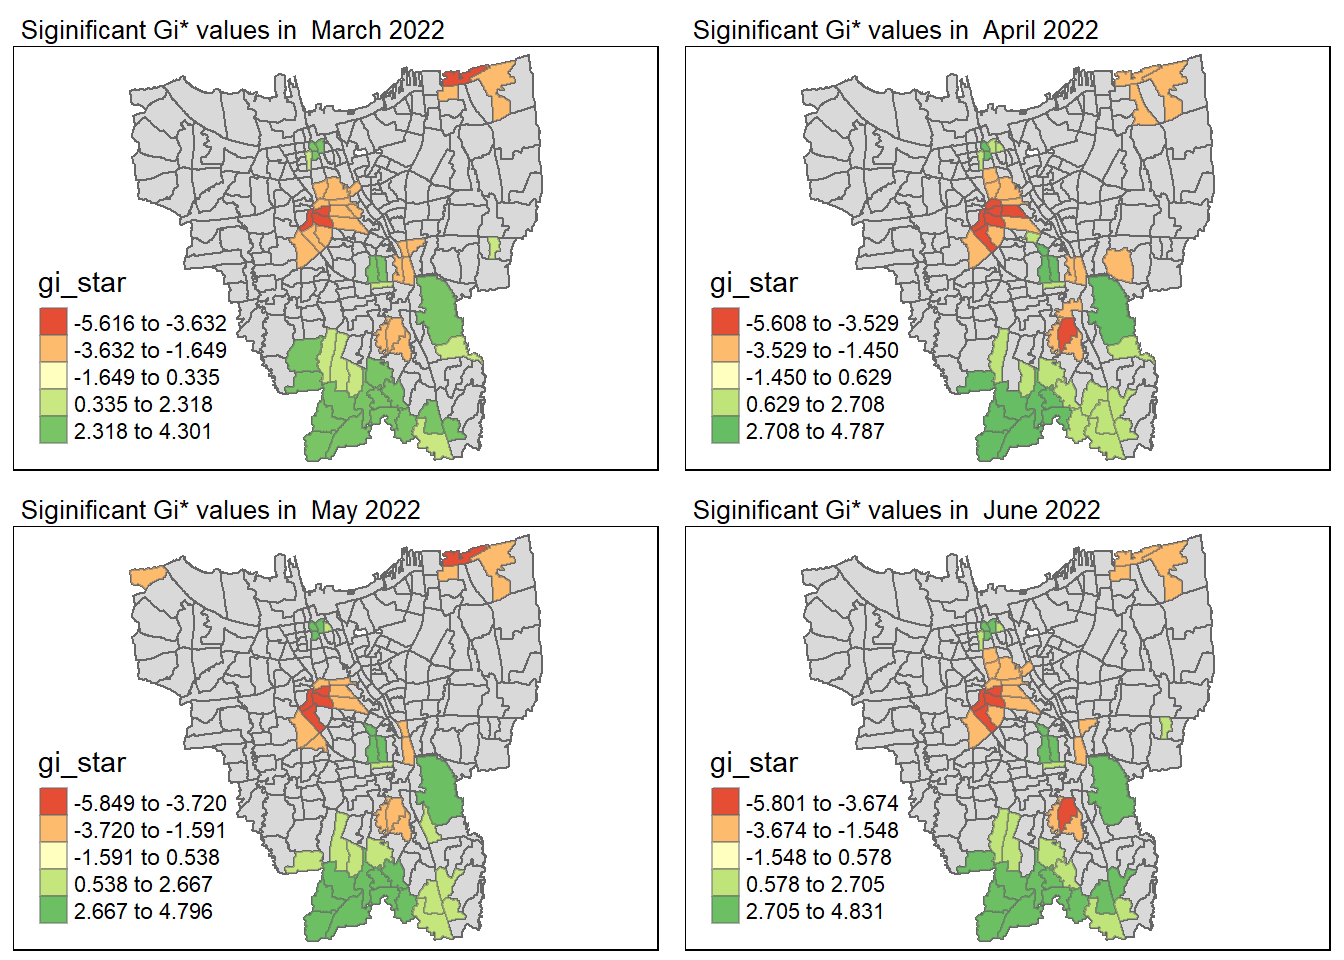 Siginificant Gi* values in  March 2022
gi_star
-5.616 to -3.632
-3.632 to -1.649
-1.649 to 0.335
0.335 to 2.318
2.318 to 4.301
Siginificant Gi* values in  April 2022
gi_star
-5.608 to -3.529
-3.529 to -1.450
-1.450 to 0.629
0.629 to 2.708
2.708 to 4.787
Siginificant Gi* values in  May 2022
gi_star
-5.849 to -3.720
-3.720 to -1.591
-1.591 to 0.538
0.538 to 2.667
2.667 to 4.796
Siginificant Gi* values in  June 2022
gi_star
-5.801 to -3.674
-3.674 to -1.548
-1.548 to 0.578
0.578 to 2.705
2.705 to 4.831